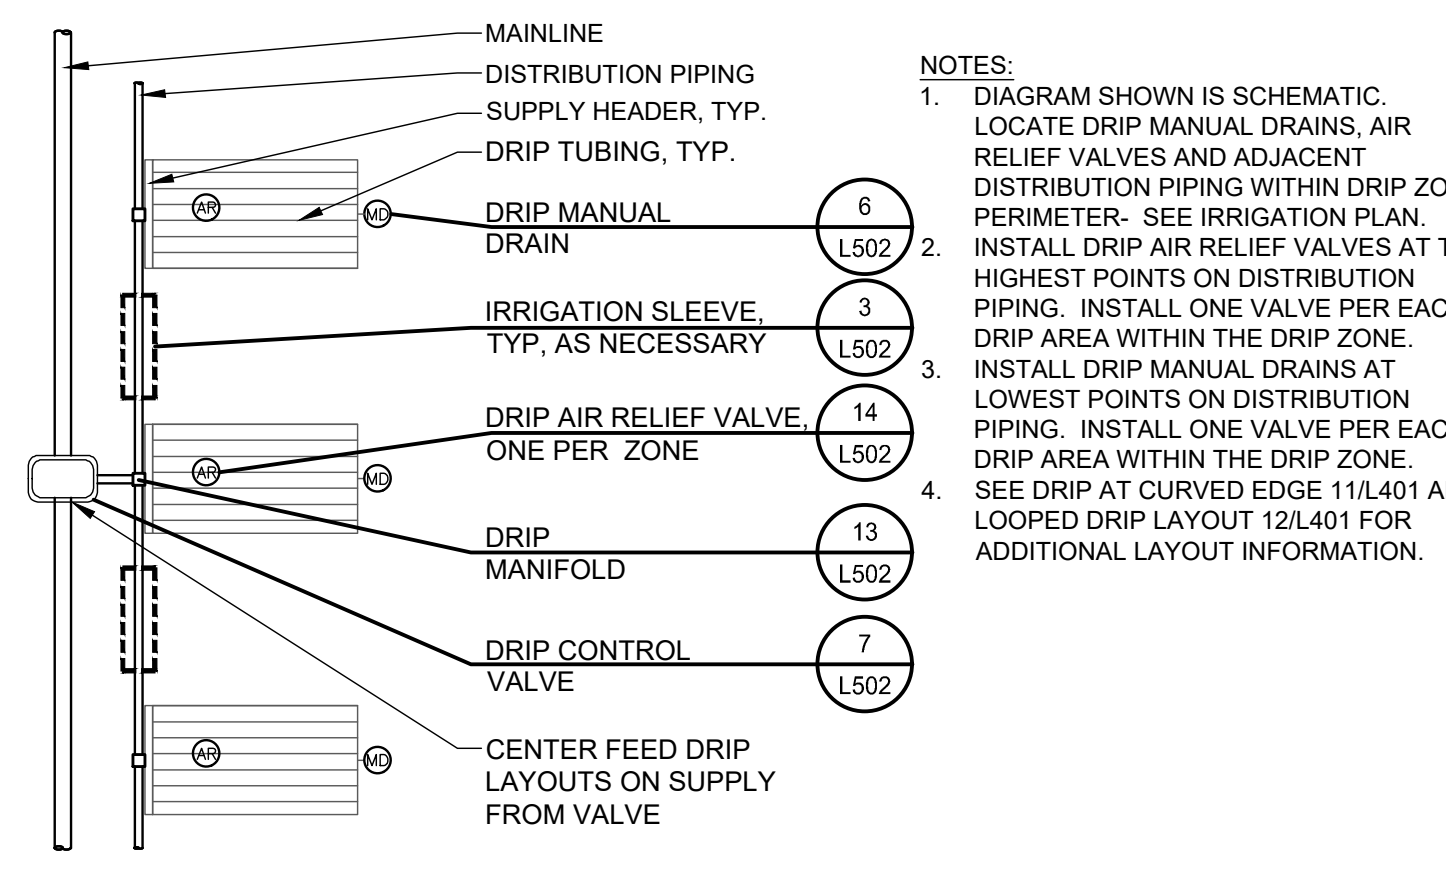 MAINLINE
DISTRIBUTION PIPING
SUPPLY HEADER, TYP.
DRIP TUBING, TYP.
AR
MD
DRIP MANUAL
DRAIN
6
L502
IRRIGATION SLEEVE,
TYP, AS NECESSARY
3
L502
DRIP AIR RELIEF VALVE,
ONE PER ZONE
14
L502
AR
MD
DRIP
MANIFOLD
13
L502
DRIP CONTROL
VALVE
7
L502
AR
MD
CENTER FEED DRIP
LAYOUTS ON SUPPLY
FROM VALVE
NOTES:
1. DIAGRAM SHOWN IS SCHEMATIC.
LOCATE DRIP MANUAL DRAINS, AIR
RELIEF VALVES AND ADJACENT
DISTRIBUTION PIPING WITHIN DRIP
PERIMETER- SEE IRRIGATION PLAN.
2. INSTALL DRIP AIR RELIEF VALVES AT
HIGHEST POINTS ON DISTRIBUTION
PIPING. INSTALL ONE VALVE PER
DRIP AREA WITHIN THE DRIP ZONE.
3. INSTALL DRIP MANUAL DRAINS AT
LOWEST POINTS ON DISTRIBUTION
PIPING. INSTALL ONE VALVE PER
DRIP AREA WITHIN THE DRIP ZONE.
4. SEE DRIP AT CURVED EDGE 11/L401
LOOPED DRIP LAYOUT 12/L401 FOR
ADDITIONAL LAYOUT INFORMATION.